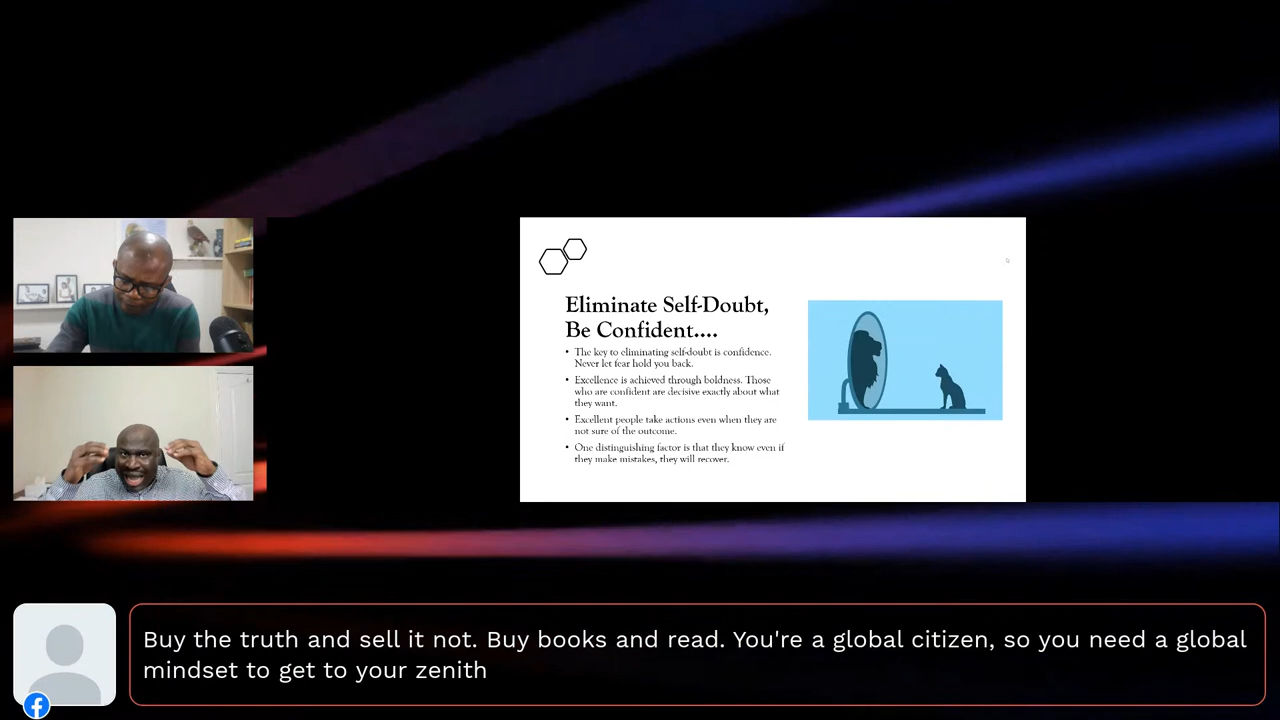 Eliminate Self-Doubt,
Be Confident....
• The key to eliminating self-doubt is confidence.
Never let fear hold you back.
• Excellence is achieved through boldness. Those
who are confident are decisive exactly about what
they want.
• Excellent people take actions even when they are
not sure of the outcome.
• One distinguishing factor is that they know even if
they make mistakes, they will recover.
Buy the truth and sell it not. Buy books and read. You're a global citizen, so you need a global
mindset to get to your zenith